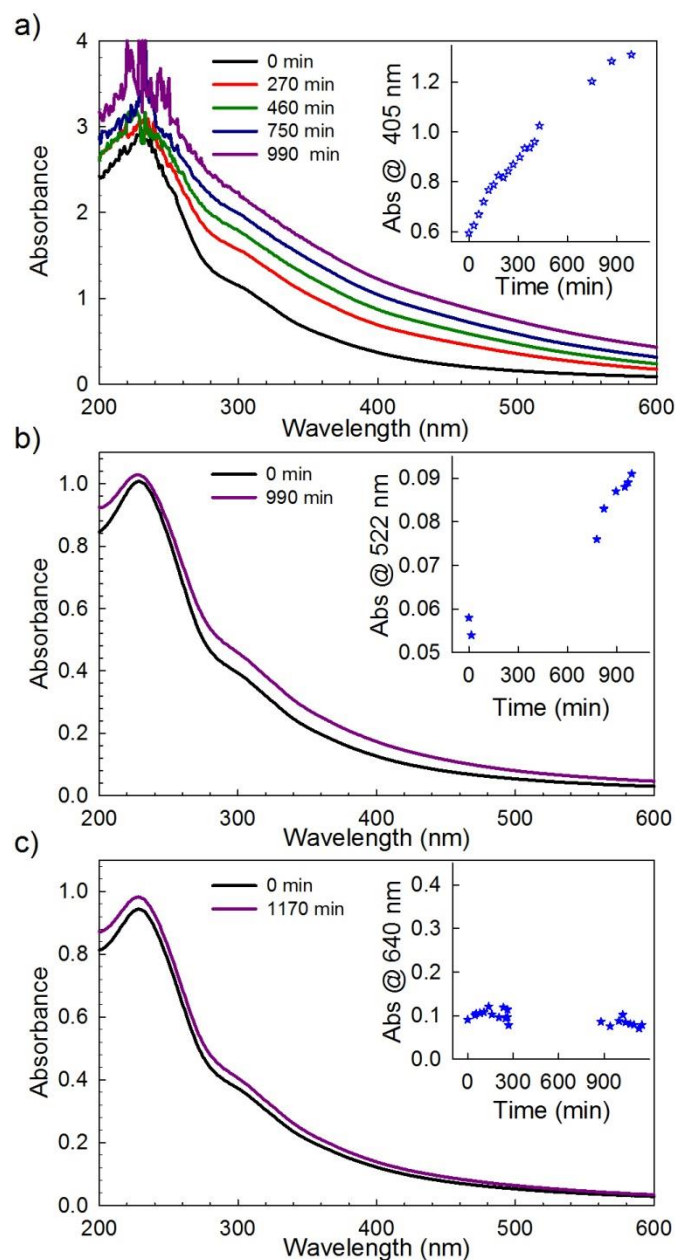 a)
4
3
2
1
0
Absorbance
0 min
270 min
460 min
750 min
990 min
1.2
1.0
0.8
0.6
Abs @ 405 nm
0 300 600 900
Time (min)
200 300 400 500 600
Wavelength (nm)
b)
1.0
0.8
0.6
0.4
0.2
0.0
Absorbance
0 min
990 min
0.09
0.08
0.07
0.06
0.05
Abs @ 522 nm
0 300 600 900
Time (min)
200 300 400 500 600
Wavelength (nm)
c)
1.0
0.8
0.6
0.4
0.2
0.0
Absorbance
0 min
1170 min
0.4
0.3
0.2
0.1
0.0
Abs @ 640 nm
0 300 600 900
Time (min)
200 300 400 500 600
Wavelength (nm)